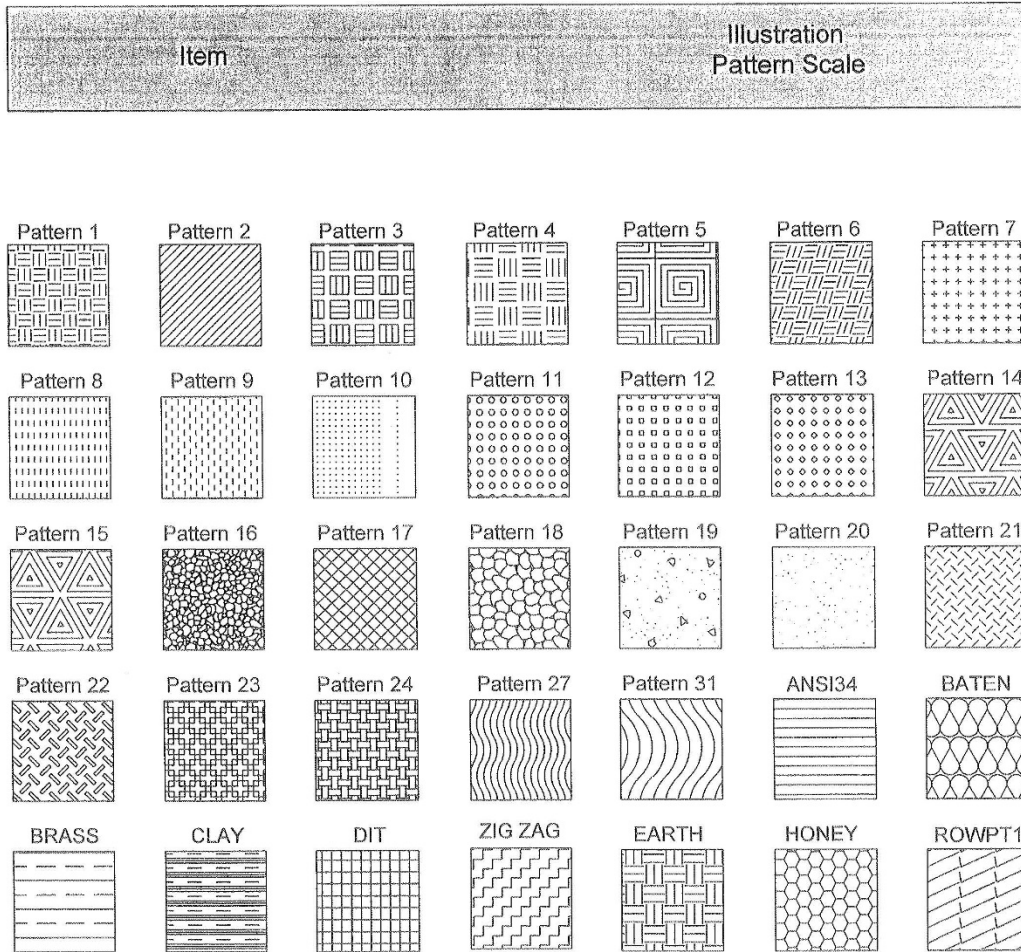 Item
Illustration
Pattern Scale
Pattern 1 Pattern 2 Pattern 3 Pattern 4 Pattern 5 Pattern 6 Pattern 7
Pattern 8 Pattern 9 Pattern 10 Pattern 11 Pattern 12 Pattern 13 Pattern 14
Pattern 15 Pattern 16 Pattern 17 Pattern 18 Pattern 19 Pattern 20 Pattern 21
Pattern 22 Pattern 23 Pattern 24 Pattern 27 Pattern 31 ANSI34 BATEN
BRASS CLAY DIT ZIG ZAG EARTH HONEY ROWPT1